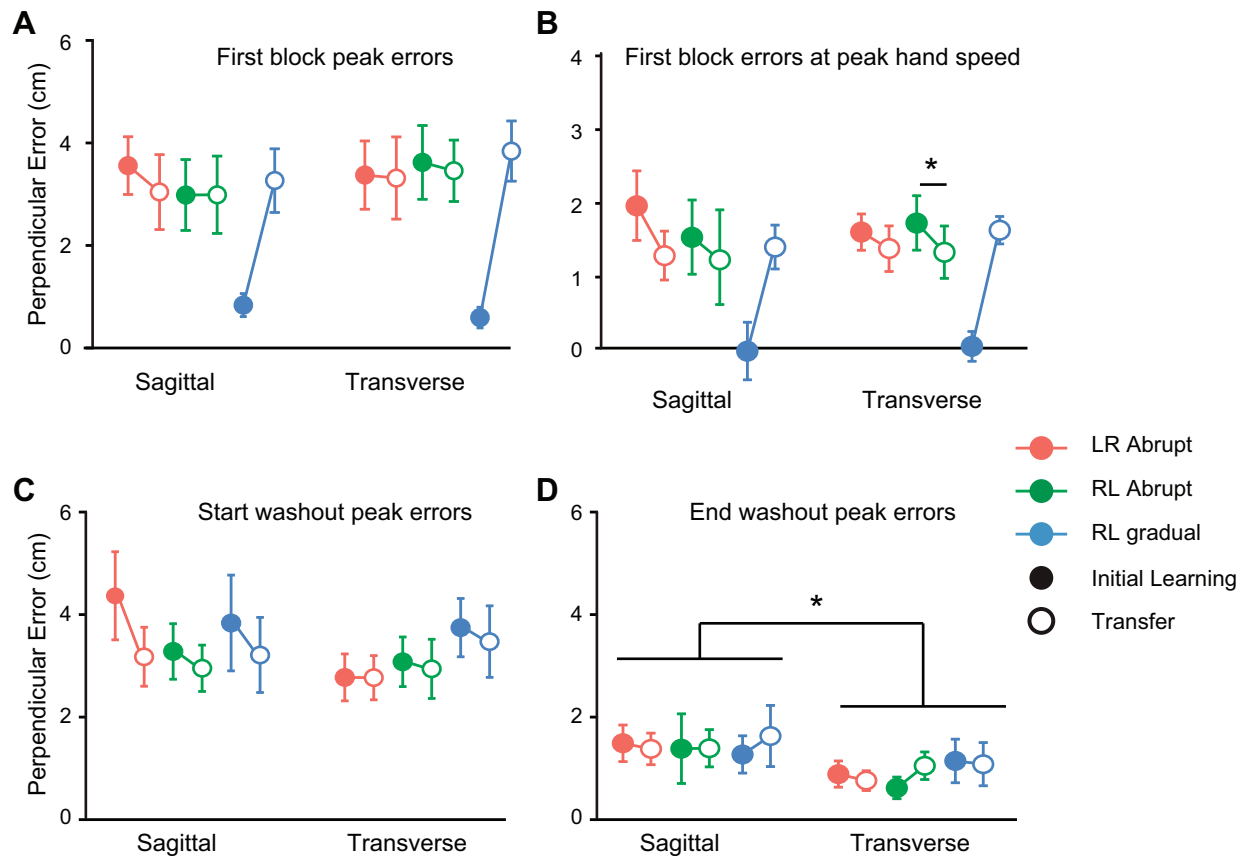 A
First block peak errors
Perpendicular Error (cm)
6
4
2
0
Sagittal Transverse
B
First block errors at peak hand speed
4
3
2
1
0
*
Sagittal Transverse
C
Start washout peak errors
Perpendicular Error (cm)
6
4
2
0
Sagittal Transverse
D
End washout peak errors
6
4
2
0
*
Sagittal Transverse
LR Abrupt
RL Abrupt
RL gradual
Initial Learning
Transfer